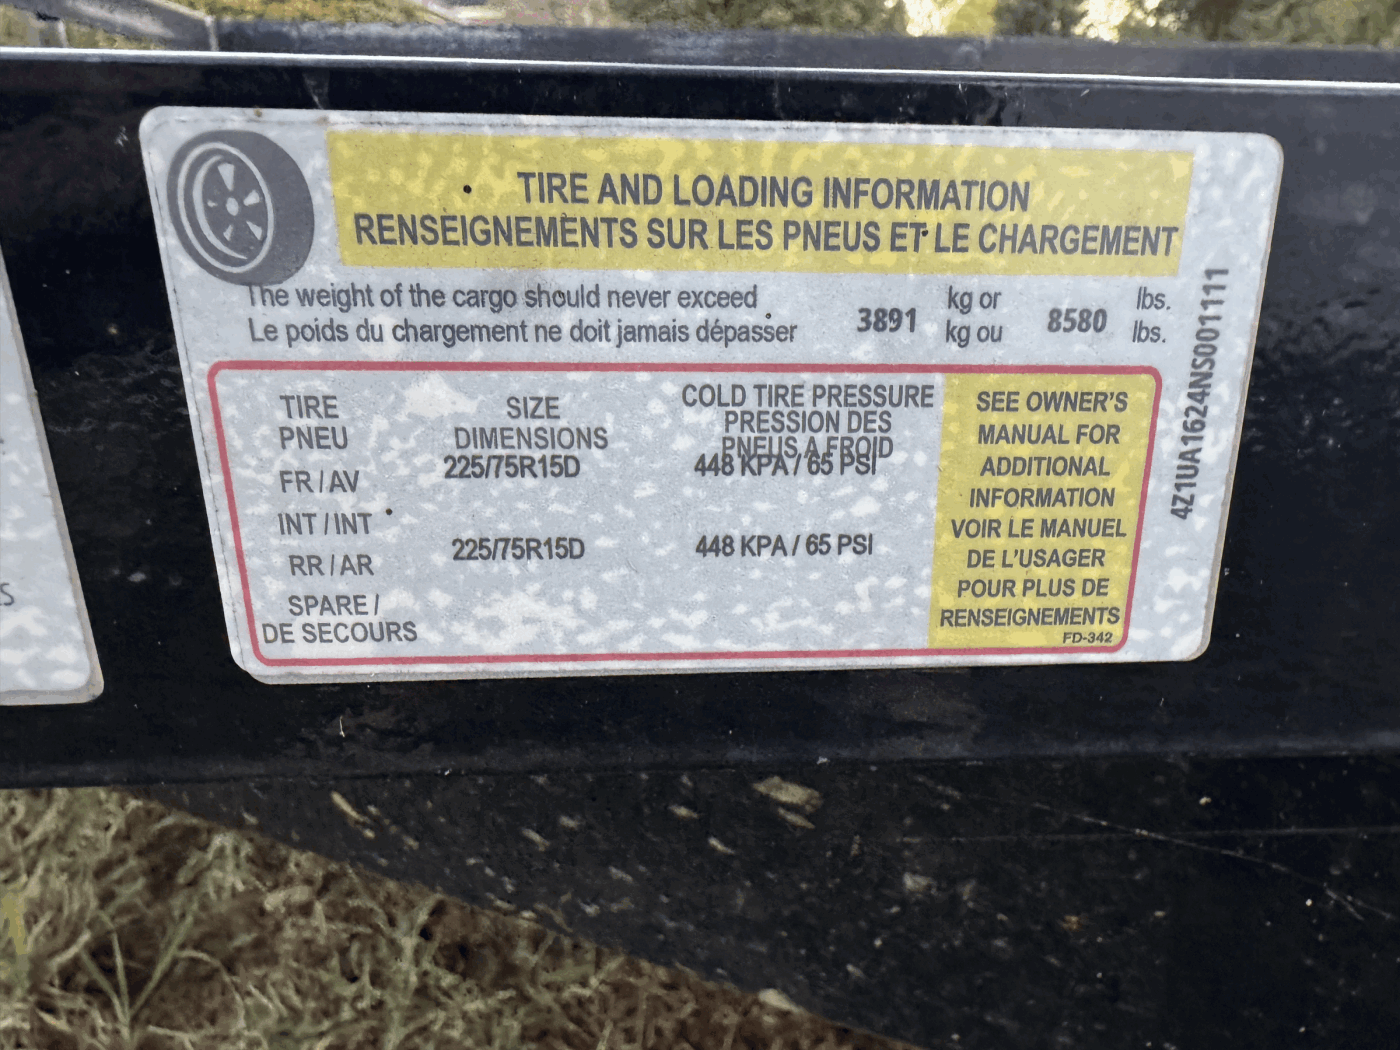 TIRE AND LOADING INFORMATION
RENSEIGNEMENTS SUR LES PNEUS ET LE CHARGEMENT
The weight of the cargo should never exceed 3891 kg or 8580 lbs.
Le poids du chargement ne doit jamais dépasser kg ou lbs.
TIRE SIZE COLD TIRE PRESSURE
PNEU DIMENSIONS PRESSION DES
PNEUS A FROID
FR / AV 225/75R15D 448 KPA / 65 PSI
INT / INT
RR / AR 225/75R15D 448 KPA / 65 PSI
SPARE /
DE SECOURS
SEE OWNER'S
MANUAL FOR
ADDITIONAL
INFORMATION
VOIR LE MANUEL
DE L'USAGER
POUR PLUS DE
RENSEIGNEMENTS
FD-342
4Z1UA1624NS001111